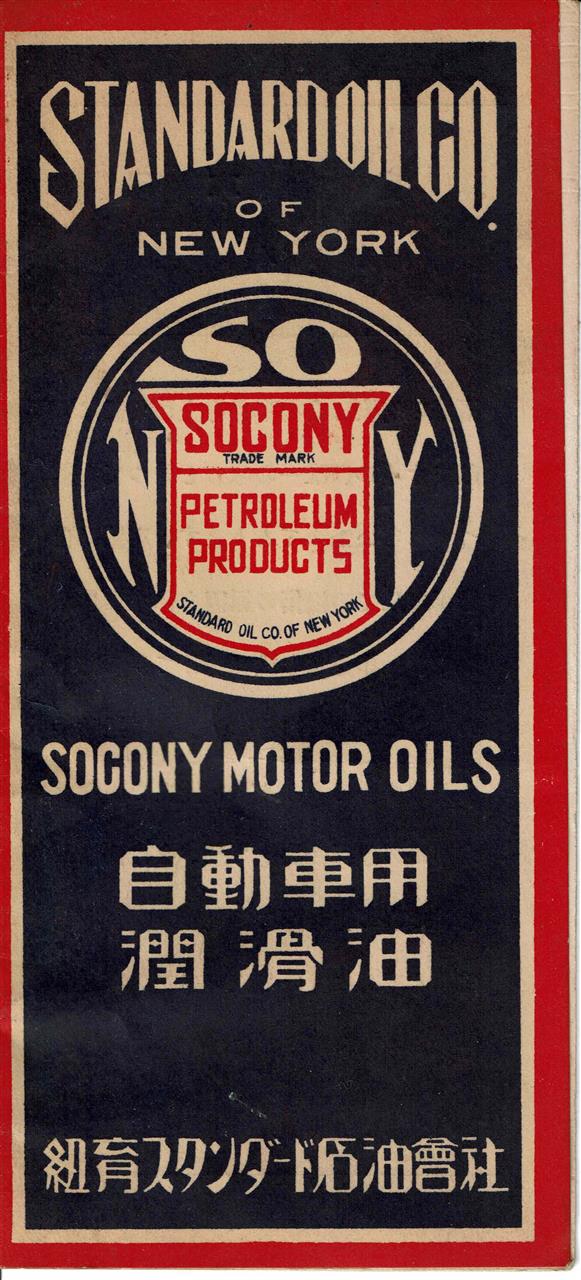 STANDARD OIL CO.
OF
NEW YORK
SO
N Y
SOCONY
TRADE MARK
PETROLEUM
PRODUCTS
STANDARD OIL CO. OF NEW YORK
SOCONY MOTOR OILS
自動車用
潤滑油
紐育スタンダード石油會社